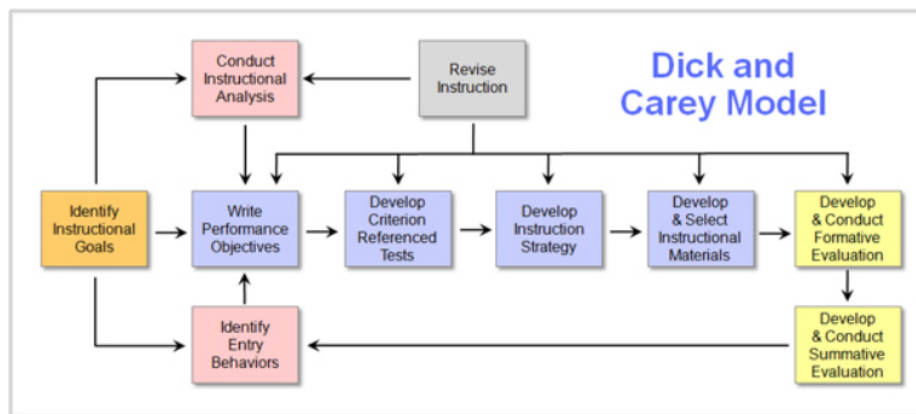 Conduct
Instructional
Analysis
Revise
Instruction
Dick and
Carey Model
Identify
Instructional
Goals
Write
Performance
Objectives
Develop
Criterion
Referenced
Tests
Develop
Instruction
Strategy
Develop
& Select
Instructional
Materials
Develop
& Conduct
Formative
Evaluation
Identify
Entry
Behaviors
Develop
& Conduct
Summative
Evaluation